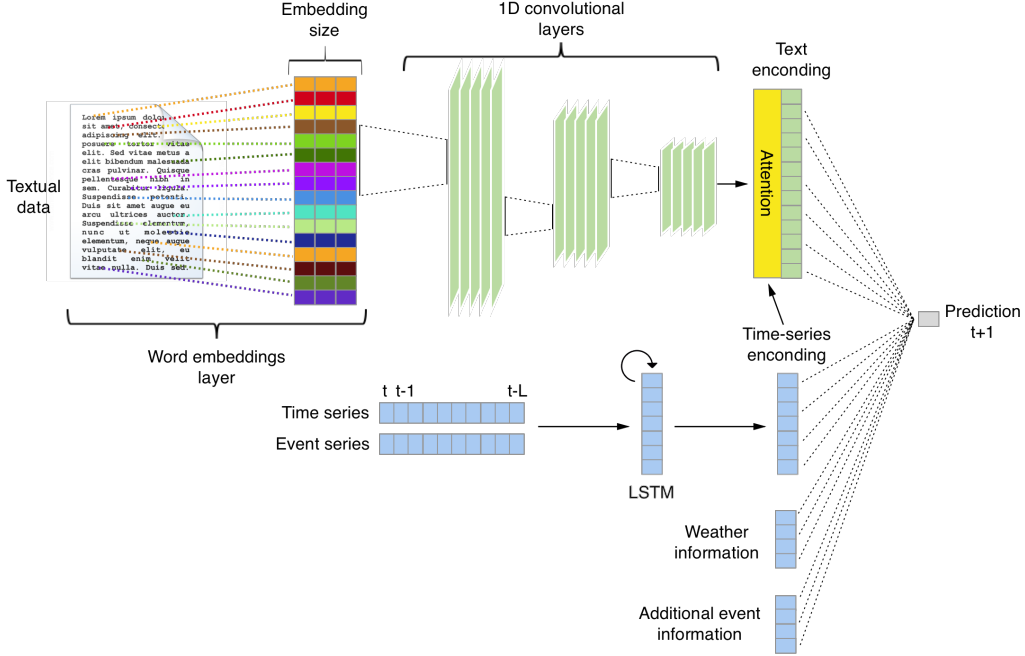 Embedding
size
1D convolutional
layers
Text
enconding
Textual
data
Lorem ipsum dolor
sit amet, consect.
adipiscing elit.
posuere tortor vitae
elit. Sed vitae metus a
elit bibendum malesuada
cras pulvinar. Quisque
pellentesque nibh in
sem. Curabitur ligula.
Suspendisse potenti.
Duis sit amet augue eu
arcu ultrices auctor.
Suspendisse elementum,
nunc ut molestie
elementum, neque augue
vulputate elit, eu
blandit enim velit
vitae nulla. Duis sed.
Attention
Word embeddings
layer
Time-series
enconding
Prediction
t+1
t t-1 t-L
Time series
Event series
LSTM
Weather
information
Additional event
information